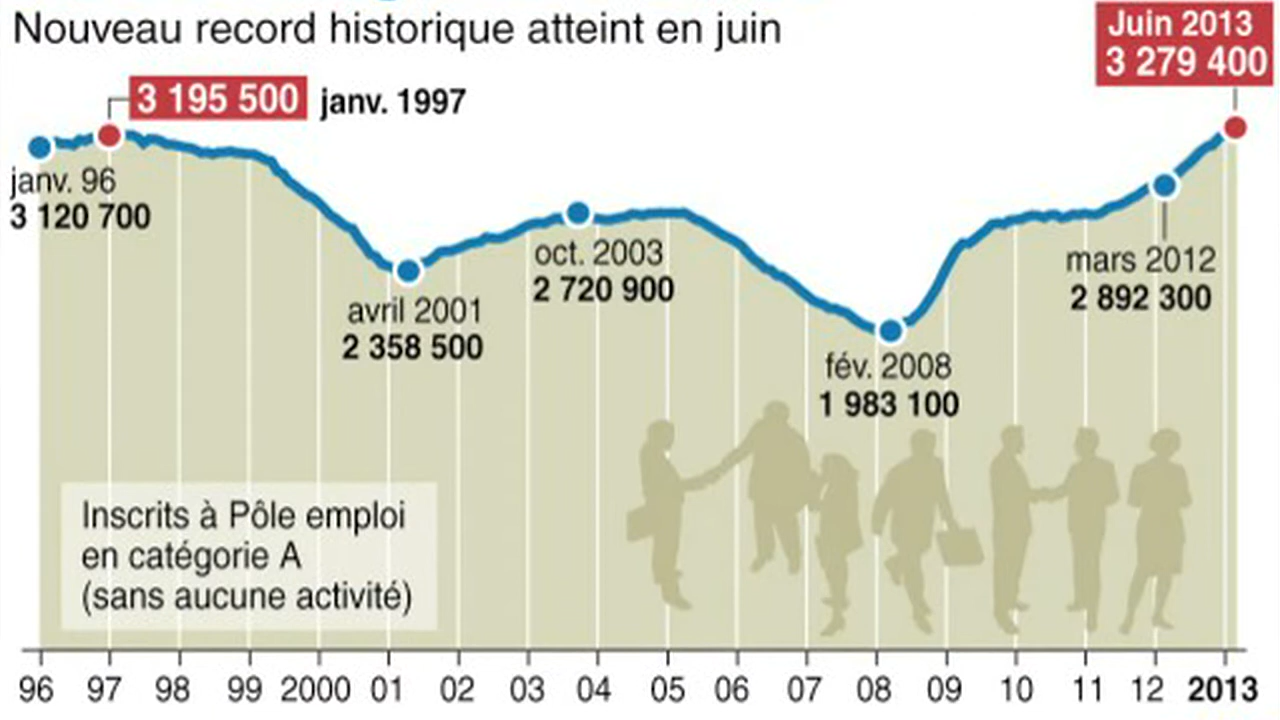 Nouveau record historique atteint en juin
Juin 2013
3 279 400
3 195 500 janv. 1997
janv. 96
3 120 700
oct. 2003
2 720 900
mars 2012
2 892 300
avril 2001
2 358 500
fév. 2008
1 983 100
Inscrits à Pôle emploi
en catégorie A
(sans aucune activité)
96 97 98 99 2000 01 02 03 04 05 06 07 08 09 10 11 12 2013